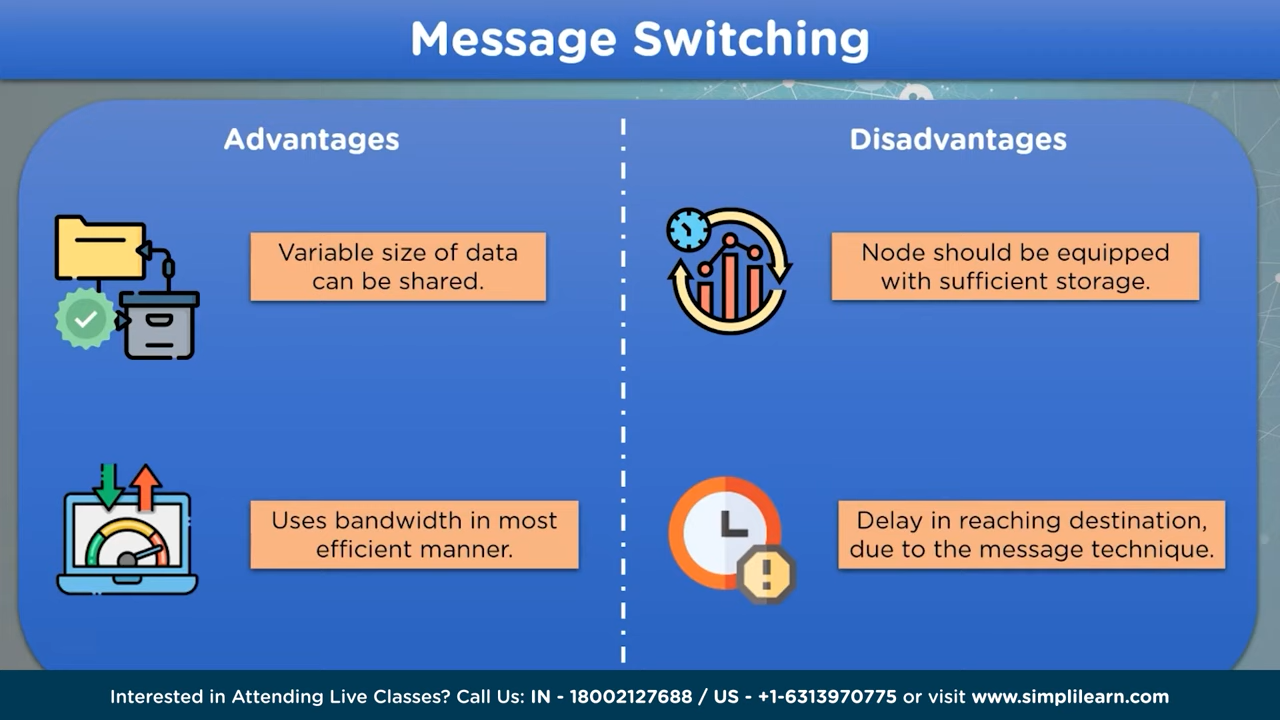 Message Switching
Advantages
Variable size of data
can be shared.
Uses bandwidth in most
efficient manner.
Disadvantages
Node should be equipped
with sufficient storage.
Delay in reaching destination,
due to the message technique.
Interested in Attending Live Classes? Call Us: IN - 18002127688 / US - +1-6313970775 or visit www.simplilearn.com